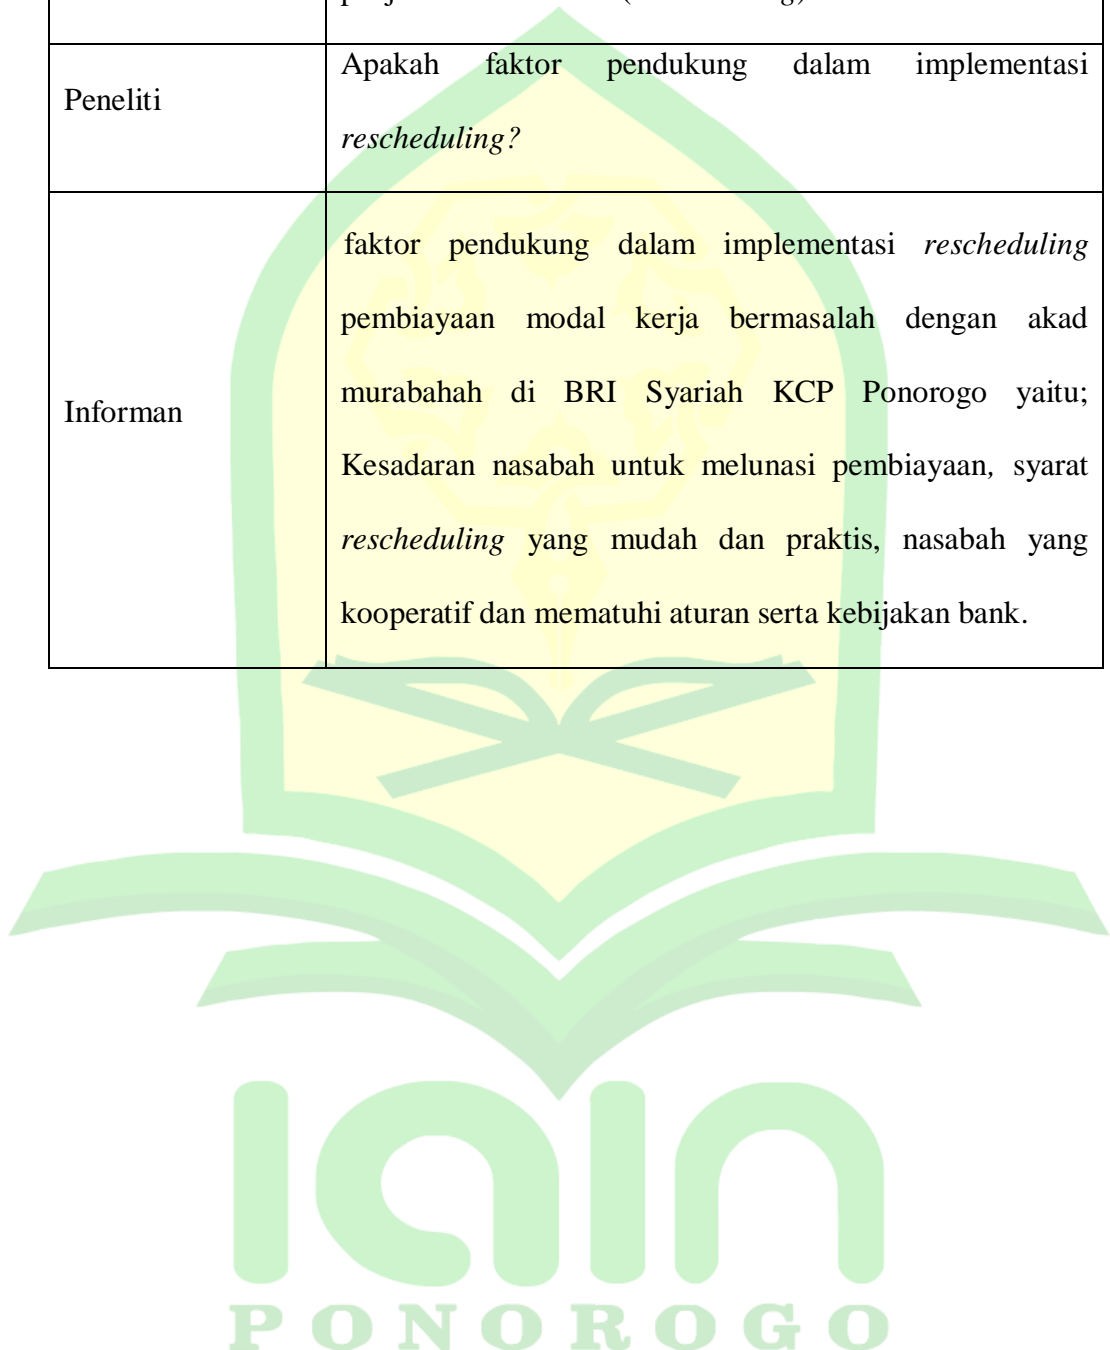 Peneliti
Apakah faktor pendukung dalam implementasi
rescheduling?
Informan
faktor pendukung dalam implementasi rescheduling
pembiayaan modal kerja bermasalah dengan akad
murabahah di BRI Syariah KCP Ponorogo yaitu;
Kesadaran nasabah untuk melunasi pembiayaan, syarat
rescheduling yang mudah dan praktis, nasabah yang
kooperatif dan mematuhi aturan serta kebijakan bank.
iain
PONOROGO